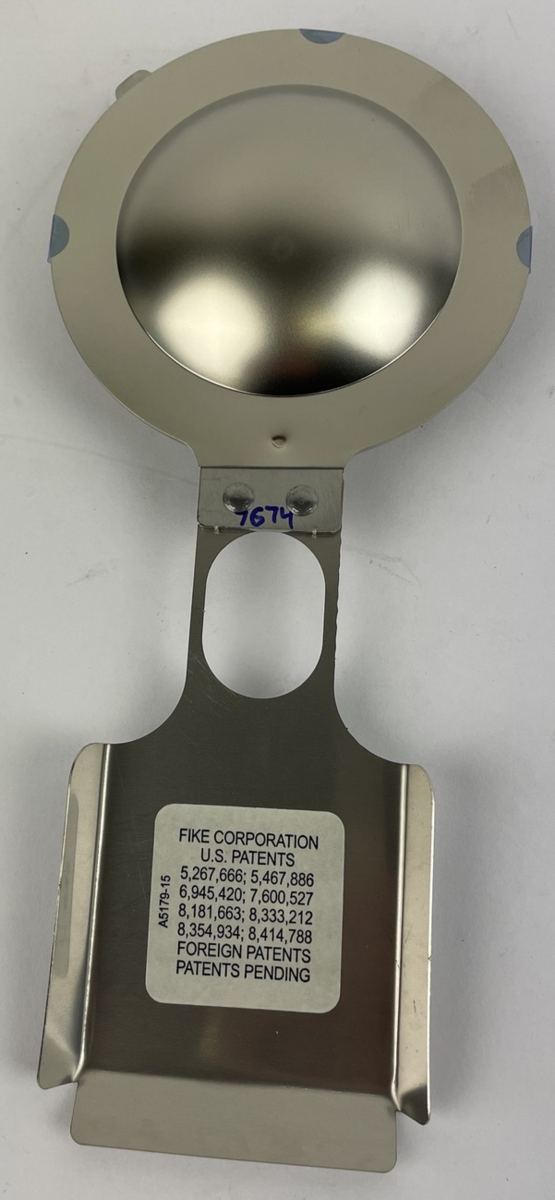 7674
FIKE CORPORATION
U.S. PATENTS
5,267,666; 5,467,886
6,945,420; 7,600,527
8,181,663; 8,333,212
8,354,934; 8,414,788
FOREIGN PATENTS
PATENTS PENDING
A5179-15